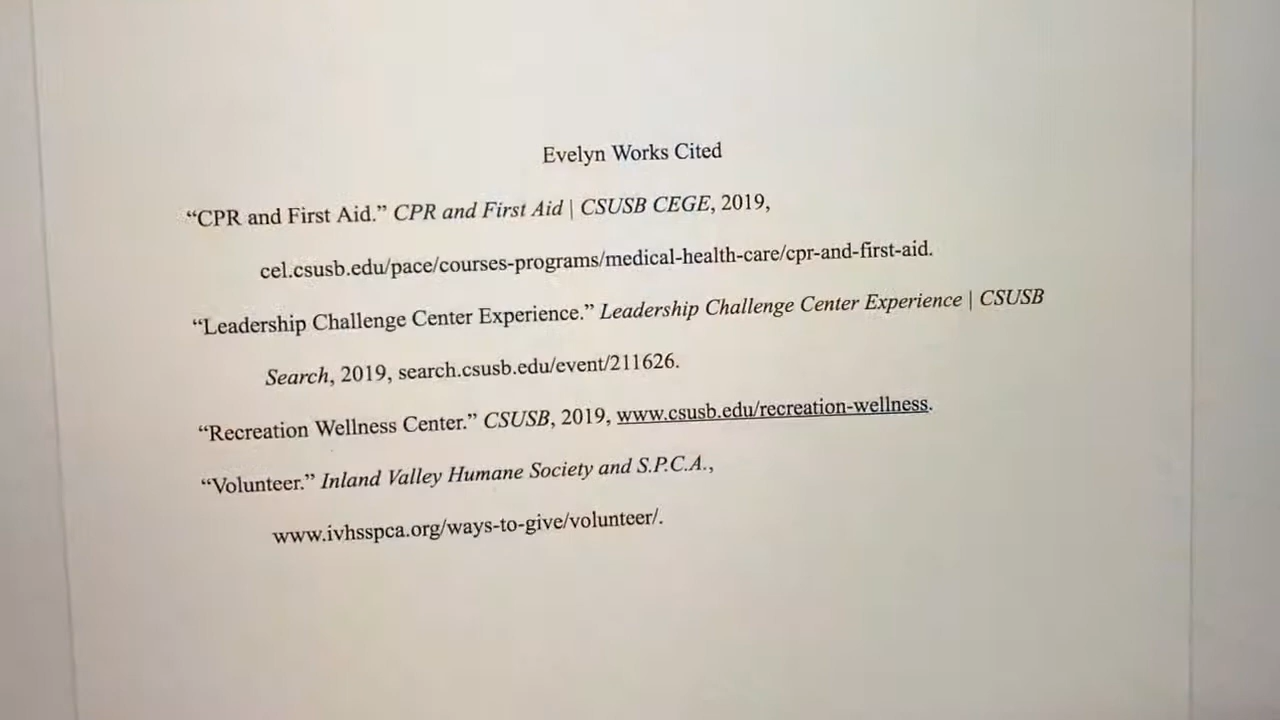 Evelyn Works Cited
“CPR and First Aid.” CPR and First Aid | CSUSB CEGE, 2019,
cel.csusb.edu/pace/courses-programs/medical-health-care/cpr-and-first-aid.
“Leadership Challenge Center Experience.” Leadership Challenge Center Experience | CSUSB
Search, 2019, search.csusb.edu/event/211626.
“Recreation Wellness Center.” CSUSB, 2019, www.csusb.edu/recreation-wellness.
“Volunteer.” Inland Valley Humane Society and S.P.C.A.,
www.ivhsspca.org/ways-to-give/volunteer/.